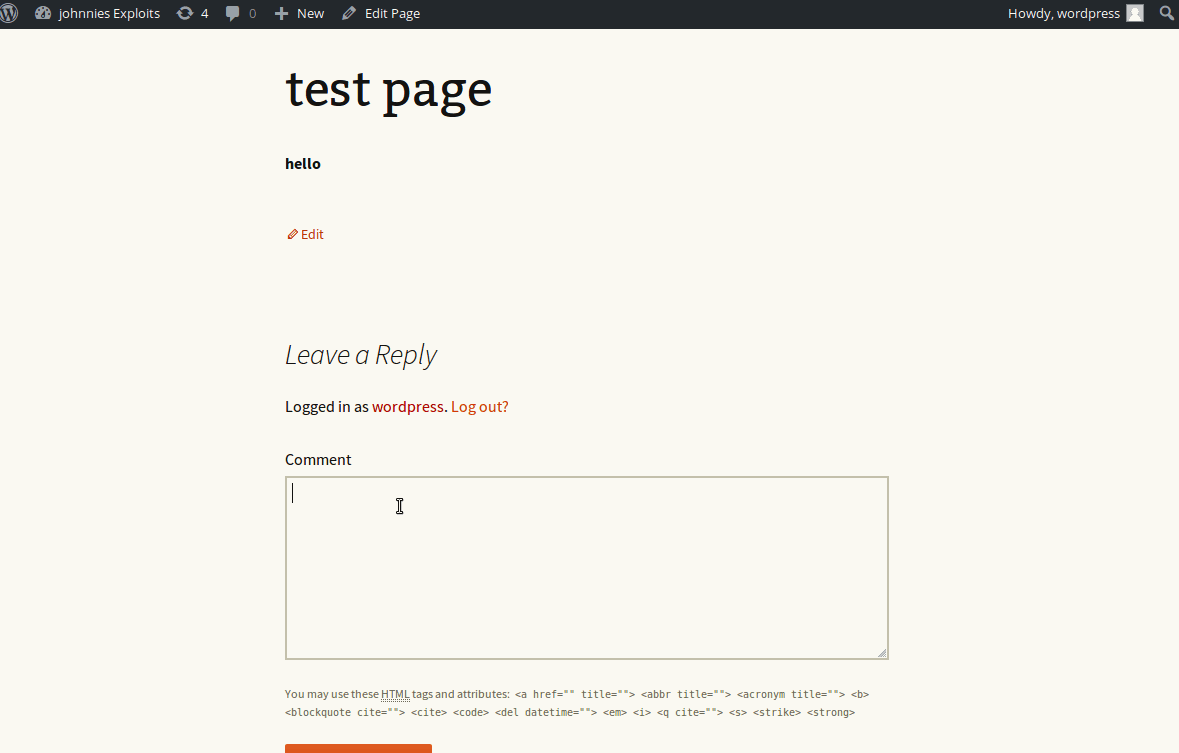 johnnies Exploits 4 0 New Edit Page Howdy, wordpress
test page
hello
Edit
Leave a Reply
Logged in as wordpress. Log out?
Comment
You may use these HTML tags and attributes: <a href="" title=""> <abbr title=""> <acronym title=""> <b>
<blockquote cite=""> <cite> <code> <del datetime=""> <em> <i> <q cite=""> <s> <strike> <strong>